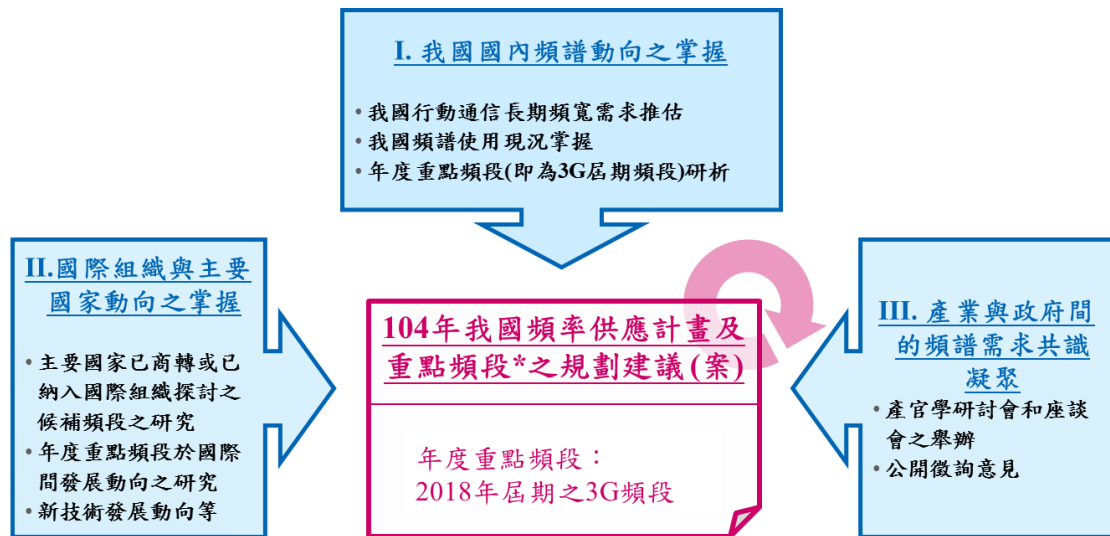 I. 我國國內頻譜動向之掌握
• 我國行動通信長期頻寬需求推估
• 我國頻譜使用現況掌握
• 年度重點頻段(即為3G屆期頻段)研析
II.國際組織與主要
國家動向之掌握
• 主要國家已商轉或已
納入國際組織探討之
候補頻段之研究
• 年度重點頻段於國際
間發展動向之研究
• 新技術發展動向等
104年我國頻率供應計畫及
重點頻段*之規劃建議(案)
年度重點頻段：
2018年屆期之3G頻段
III. 產業與政府間
的頻譜需求共識
凝聚
• 產官學研討會和座談
會之舉辦
• 公開徵詢意見